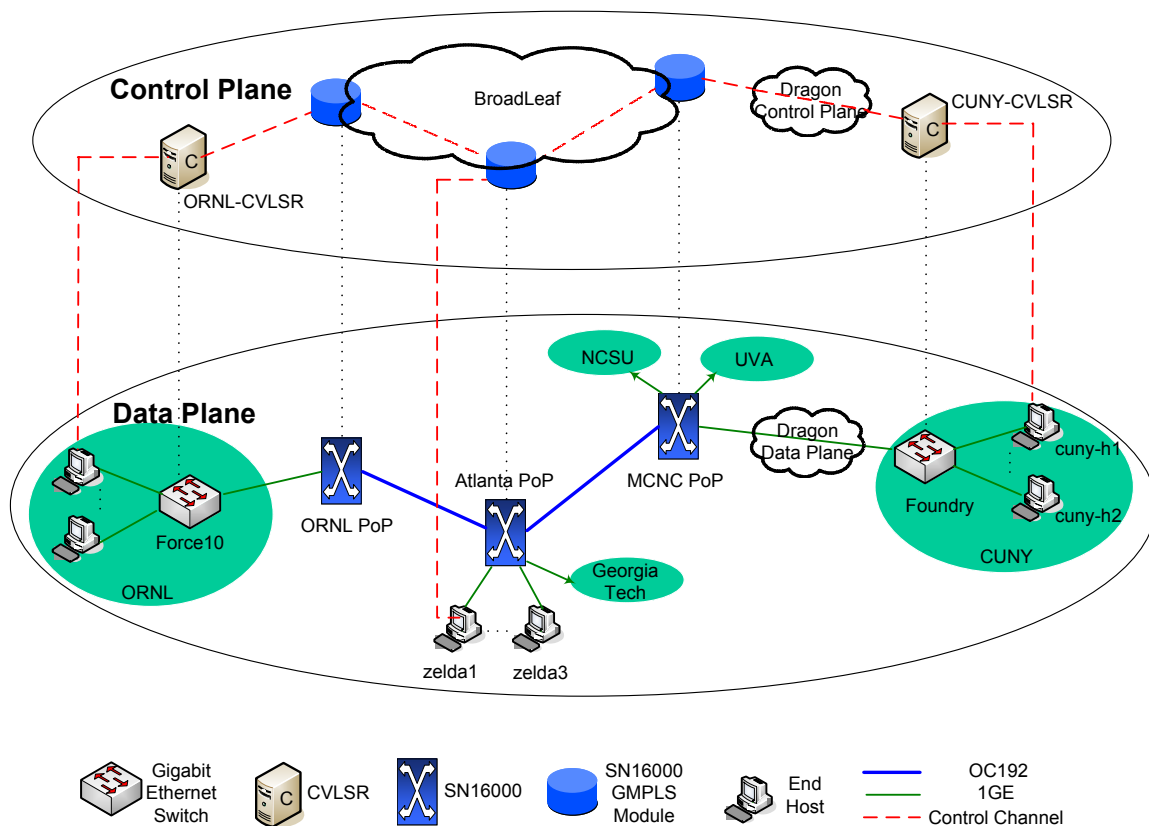 Control Plane
BroadLeaf
Dragon
Control Plane
CUNY-CVLSR
C
C
ORNL-CVLSR
NCSU
UVA
Data Plane
Dragon
Data Plane
cuny-h1
Atlanta PoP
MCNC PoP
Foundry
ORNL PoP
cuny-h2
Force10
CUNY
Georgia
Tech
ORNL
zelda1
zelda3
Gigabit
Ethernet
Switch
C
CVLSR
SN16000
SN16000
GMPLS
Module
End
Host
OC192
1GE
Control Channel